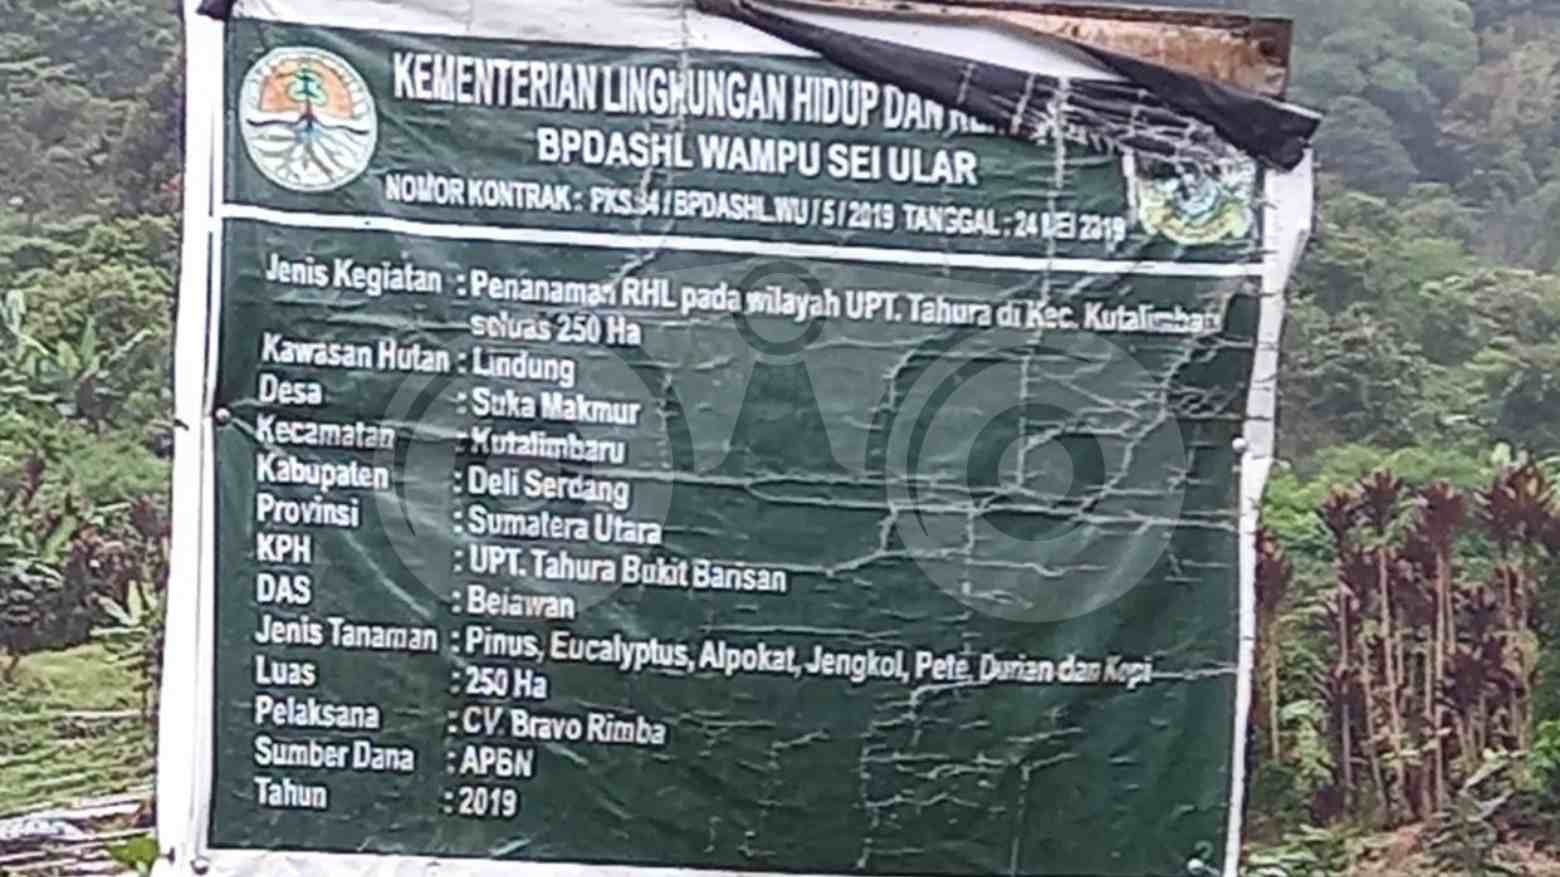 KEMENTERIAN LINGKUNGAN HIDUP DAN
BPDASHL WAMPU SEI ULAR
NOMOR KONTRAK : PKS.34/BPDASHL.WU/5/2019 TANGGAL : 24 MEI 2019
Jenis Kegiatan : Penanaman RHL pada wilayah UPT. Tahura di Kec. Kutalimbaru
seluas 250 Ha
Kawasan Hutan : Lindung
Desa : Suka Makmur
Kecamatan : Kutalimbaru
Kabupaten : Deli Serdang
Provinsi : Sumatera Utara
KPH : UPT. Tahura Bukit Barisan
DAS : Belawan
Jenis Tanaman : Pinus, Eucalyptus, Alpokat, Jengkol, Pete, Durian dan Kopi
Luas : 250 Ha
Pelaksana : CV. Bravo Rimba
Sumber Dana : APBN
Tahun : 2019